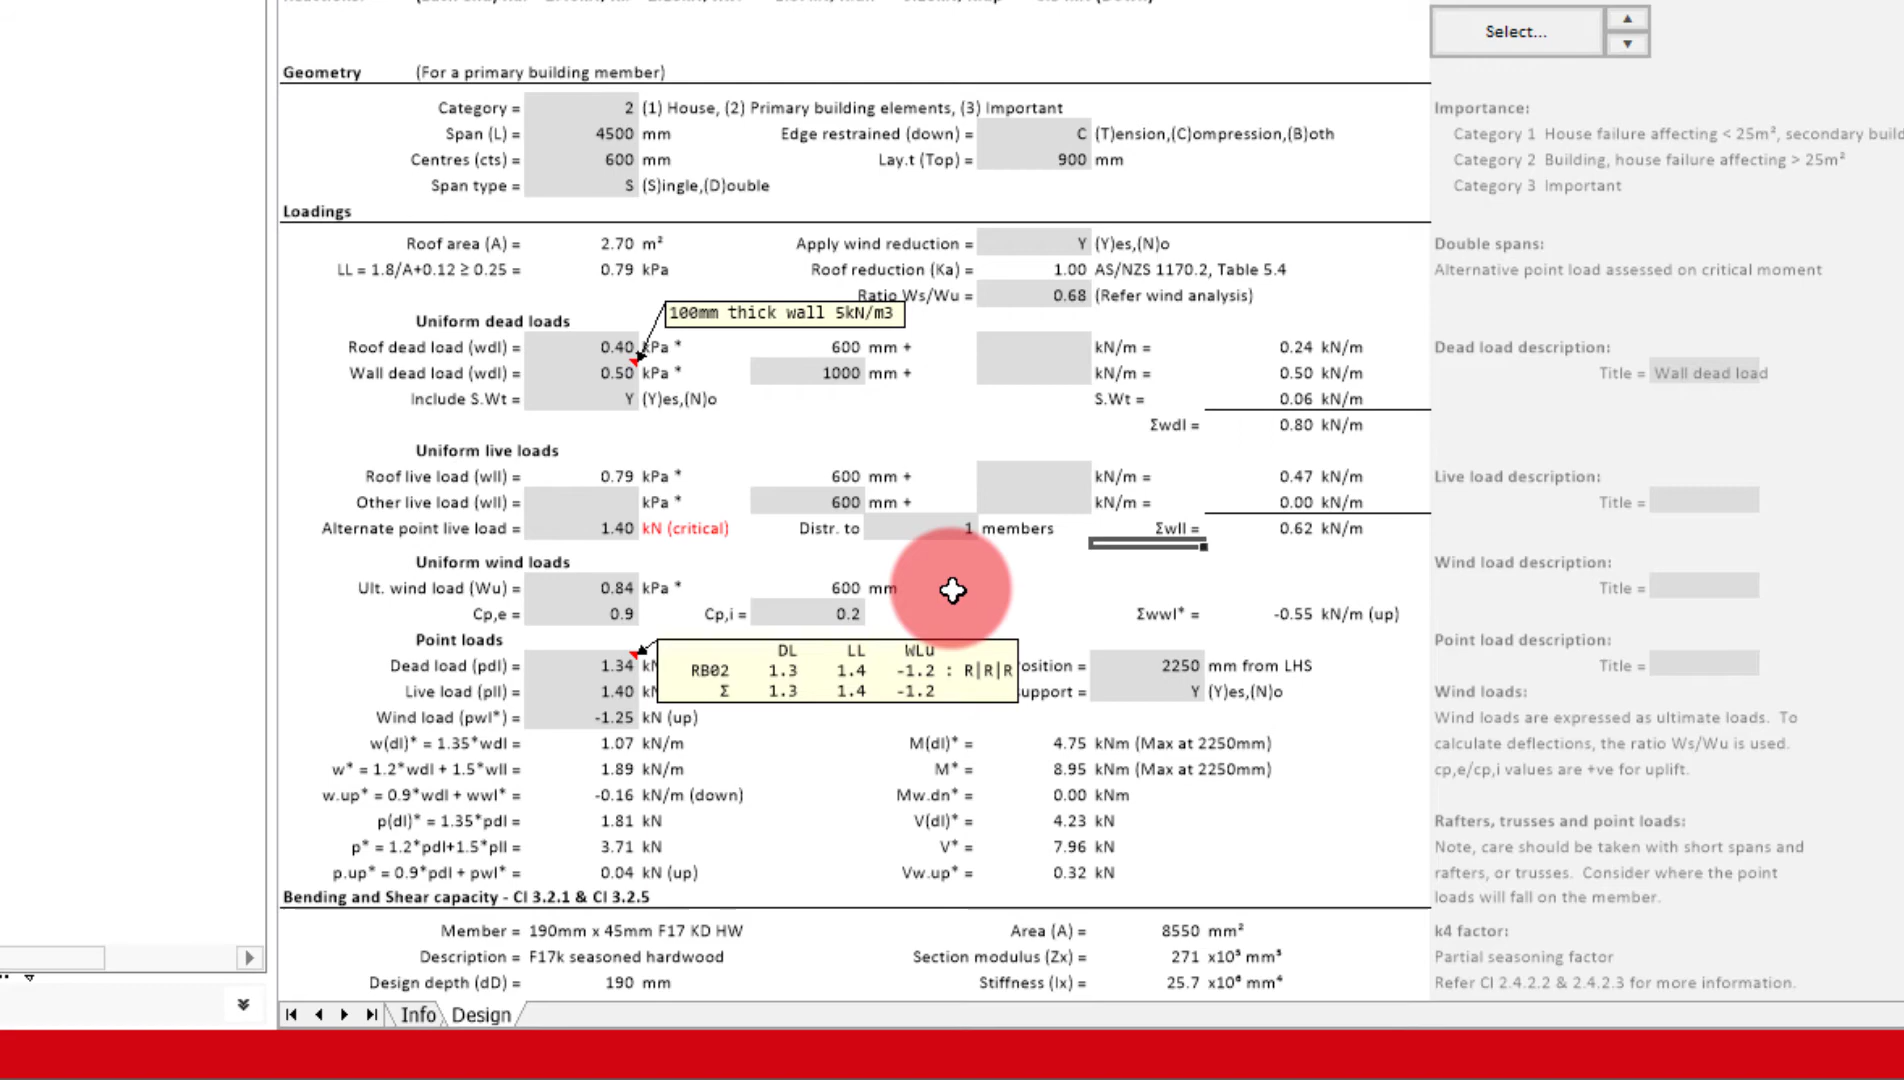 Select...
Geometry (For a primary building member)
Category = 2 (1) House, (2) Primary building elements, (3) Important
Span (L) = 4500 mm Edge restrained (down) = C (T)ension,(C)ompression,(B)oth
Centres (cts) = 600 mm Lay.t (Top) = 900 mm
Span type = S (S)ingle,(D)ouble
Importance:
Category 1 House failure affecting < 25m², secondary build
Category 2 Building, house failure affecting > 25m²
Category 3 Important
Loadings
Roof area (A) = 2.70 m² Apply wind reduction = Y (Y)es,(N)o
LL = 1.8/A+0.12 ≥ 0.25 = 0.79 kPa Roof reduction (Ka) = 1.00 AS/NZS 1170.2, Table 5.4
Ratio Ws/Wu = 0.68 (Refer wind analysis)
Double spans:
Alternative point load assessed on critical moment
100mm thick wall 5kN/m3
Uniform dead loads
Roof dead load (wdl) = 0.40 kPa * 600 mm + kN/m = 0.24 kN/m
Wall dead load (wdl) = 0.50 kPa * 1000 mm + kN/m = 0.50 kN/m
Include S.Wt = Y (Y)es,(N)o S.Wt = 0.06 kN/m
Σwdl = 0.80 kN/m
Dead load description:
Title = Wall dead load
Uniform live loads
Roof live load (wll) = 0.79 kPa * 600 mm + kN/m = 0.47 kN/m
Other live load (wll) = kPa * 600 mm + kN/m = 0.00 kN/m
Alternate point live load = 1.40 kN (critical) Distr. to 1 members Σwll = 0.62 kN/m
Live load description:
Title =
Uniform wind loads
Ult. wind load (Wu) = 0.84 kPa * 600 mm
Cp,e = 0.9 Cp,i = 0.2 Σwwl* = -0.55 kN/m (up)
Wind load description:
Title =
Point loads
Dead load (pdl) = 1.34 kN osition = 2250 mm from LHS
Live load (pll) = 1.40 kN upport = Y (Y)es,(N)o
Wind load (pwl*) = -1.25 kN (up)
DL LL WLu
RB02 1.3 1.4 -1.2 : R|R|R
Σ 1.3 1.4 -1.2
Point load description:
Title =
w(dl)* = 1.35*wdl = 1.07 kN/m M(dl)* = 4.75 kNm (Max at 2250mm)
w* = 1.2*wdl + 1.5*wll = 1.89 kN/m M* = 8.95 kNm (Max at 2250mm)
w.up* = 0.9*wdl + wwl* = -0.16 kN/m (down) Mw.dn* = 0.00 kNm
p(dl)* = 1.35*pdl = 1.81 kN V(dl)* = 4.23 kN
p* = 1.2*pdl+1.5*pll = 3.71 kN V* = 7.96 kN
p.up* = 0.9*pdl + pwl* = 0.04 kN (up) Vw.up* = 0.32 kN
Wind loads:
Wind loads are expressed as ultimate loads. To
calculate deflections, the ratio Ws/Wu is used.
cp,e/cp,i values are +ve for uplift.
Rafters, trusses and point loads:
Note, care should be taken with short spans and
rafters, or trusses. Consider where the point
loads will fall on the member.
Bending and Shear capacity - Cl 3.2.1 & Cl 3.2.5
Member = 190mm x 45mm F17 KD HW Area (A) = 8550 mm²
Description = F17k seasoned hardwood Section modulus (Zx) = 271 x10³ mm³
Design depth (dD) = 190 mm Stiffness (Ix) = 25.7 x10⁶ mm⁴
k4 factor:
Partial seasoning factor
Refer Cl 2.4.2.2 & 2.4.2.3 for more information.
Info Design